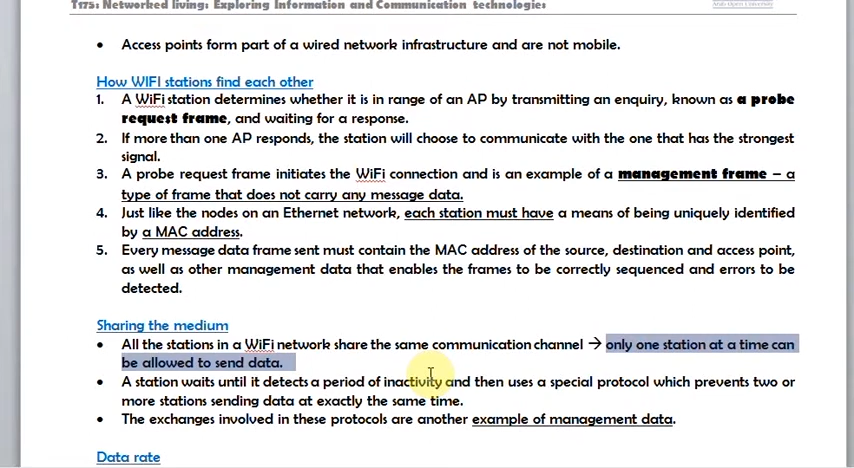 T175: Networked living: Exploring Information and Communication technologies
Arab Open University
• Access points form part of a wired network infrastructure and are not mobile.
How WIFI stations find each other
1. A WiFi station determines whether it is in range of an AP by transmitting an enquiry, known as a probe
request frame, and waiting for a response.
2. If more than one AP responds, the station will choose to communicate with the one that has the strongest
signal.
3. A probe request frame initiates the WiFi connection and is an example of a management frame – a
type of frame that does not carry any message data.
4. Just like the nodes on an Ethernet network, each station must have a means of being uniquely identified
by a MAC address.
5. Every message data frame sent must contain the MAC address of the source, destination and access point,
as well as other management data that enables the frames to be correctly sequenced and errors to be
detected.
Sharing the medium
• All the stations in a WiFi network share the same communication channel → only one station at a time can
be allowed to send data.
• A station waits until it detects a period of inactivity and then uses a special protocol which prevents two or
more stations sending data at exactly the same time.
• The exchanges involved in these protocols are another example of management data.
Data rate